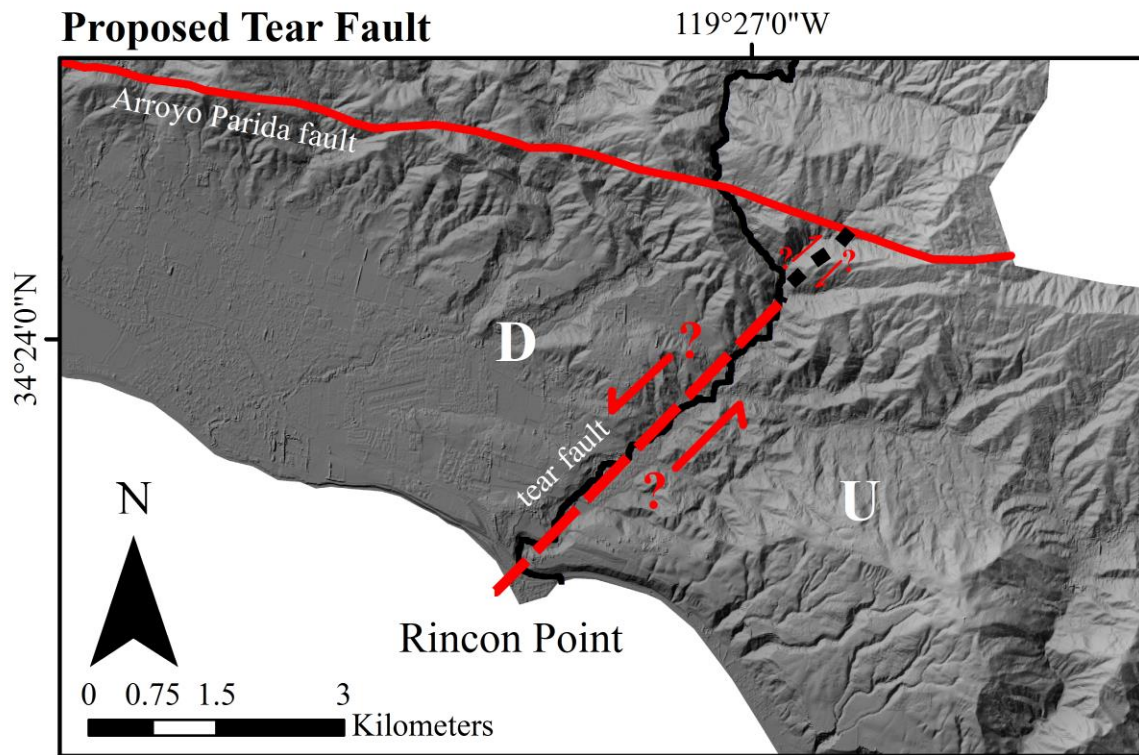 Proposed Tear Fault
119°27'0"W
Arroyo Parida fault
? ?
34°24'0"N
D
?
tear fault
?
U
N
Rincon Point
0 0.75 1.5 3
Kilometers